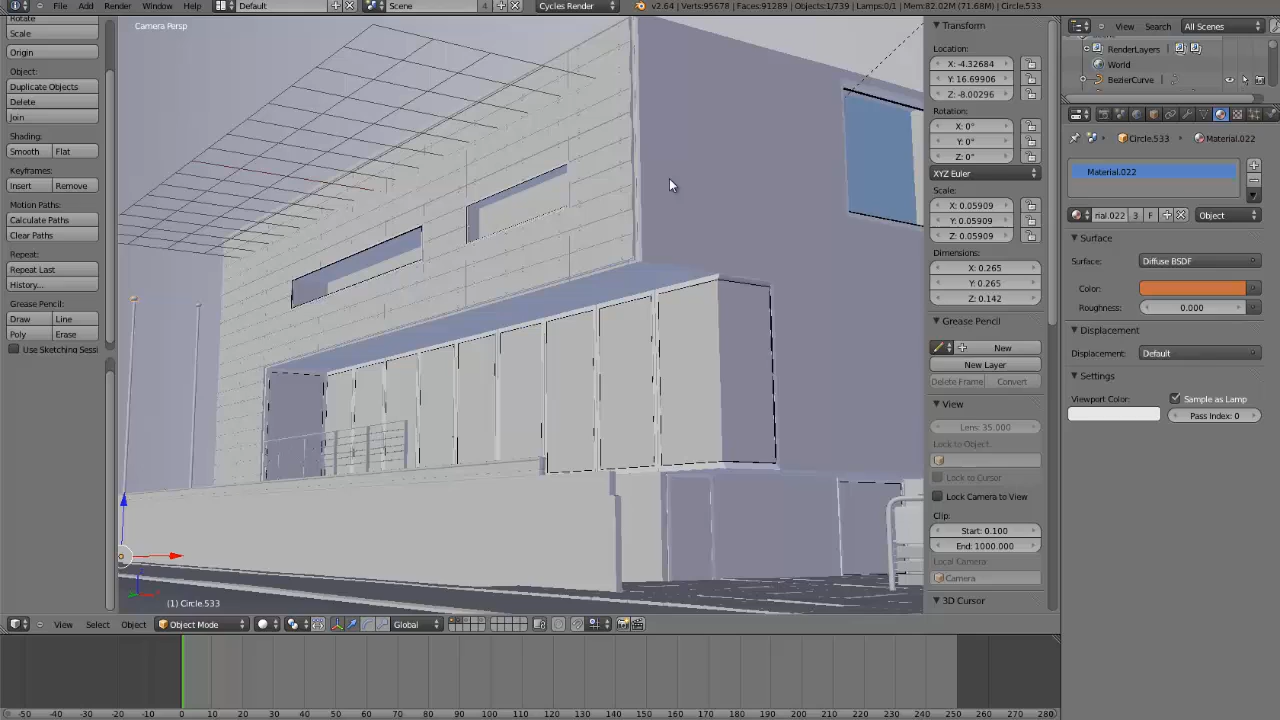 File Add Render Window Help Default Scene 4 Cycles Render v2.64 | Verts:95678 | Faces:91289 | Objects:1/739 | Lamps:0/1 | Mem:82.02M (71.68M) | Circle.533
Rotate
Scale
Origin
Object:
Duplicate Objects
Delete
Join
Shading:
Smooth Flat
Keyframes:
Insert Remove
Motion Paths:
Calculate Paths
Clear Paths
Repeat:
Repeat Last
History...
Grease Pencil:
Draw Line
Poly Erase
Use Sketching Sessi
Camera Persp
(1) Circle.533
Transform
Location:
X: -4.32684
Y: 16.69906
Z: -8.00296
Rotation:
X: 0°
Y: 0°
Z: 0°
XYZ Euler
Scale:
X: 0.05909
Y: 0.05909
Z: 0.05909
Dimensions:
X: 0.265
Y: 0.265
Z: 0.142
Grease Pencil
New
New Layer
Delete Frame Convert
View
Lens: 35.000
Lock to Object:
Lock to Cursor
Lock Camera to View
Clip:
Start: 0.100
End: 1000.000
Local Camera:
Camera
3D Cursor
View Search All Scenes
RenderLayers
World
BezierCurve
Circle.533 Material.022
Material.022
rial.022 3 F Object
Surface
Surface: Diffuse BSDF
Color:
Roughness: 0.000
Displacement
Displacement: Default
Settings
Viewport Color: Sample as Lamp
Pass Index: 0
View Select Object Object Mode Global
-50 -40 -30 -20 -10 0 10 20 30 40 50 60 70 80 90 100 110 120 130 140 150 160 170 180 190 200 210 220 230 240 250 260 270 280